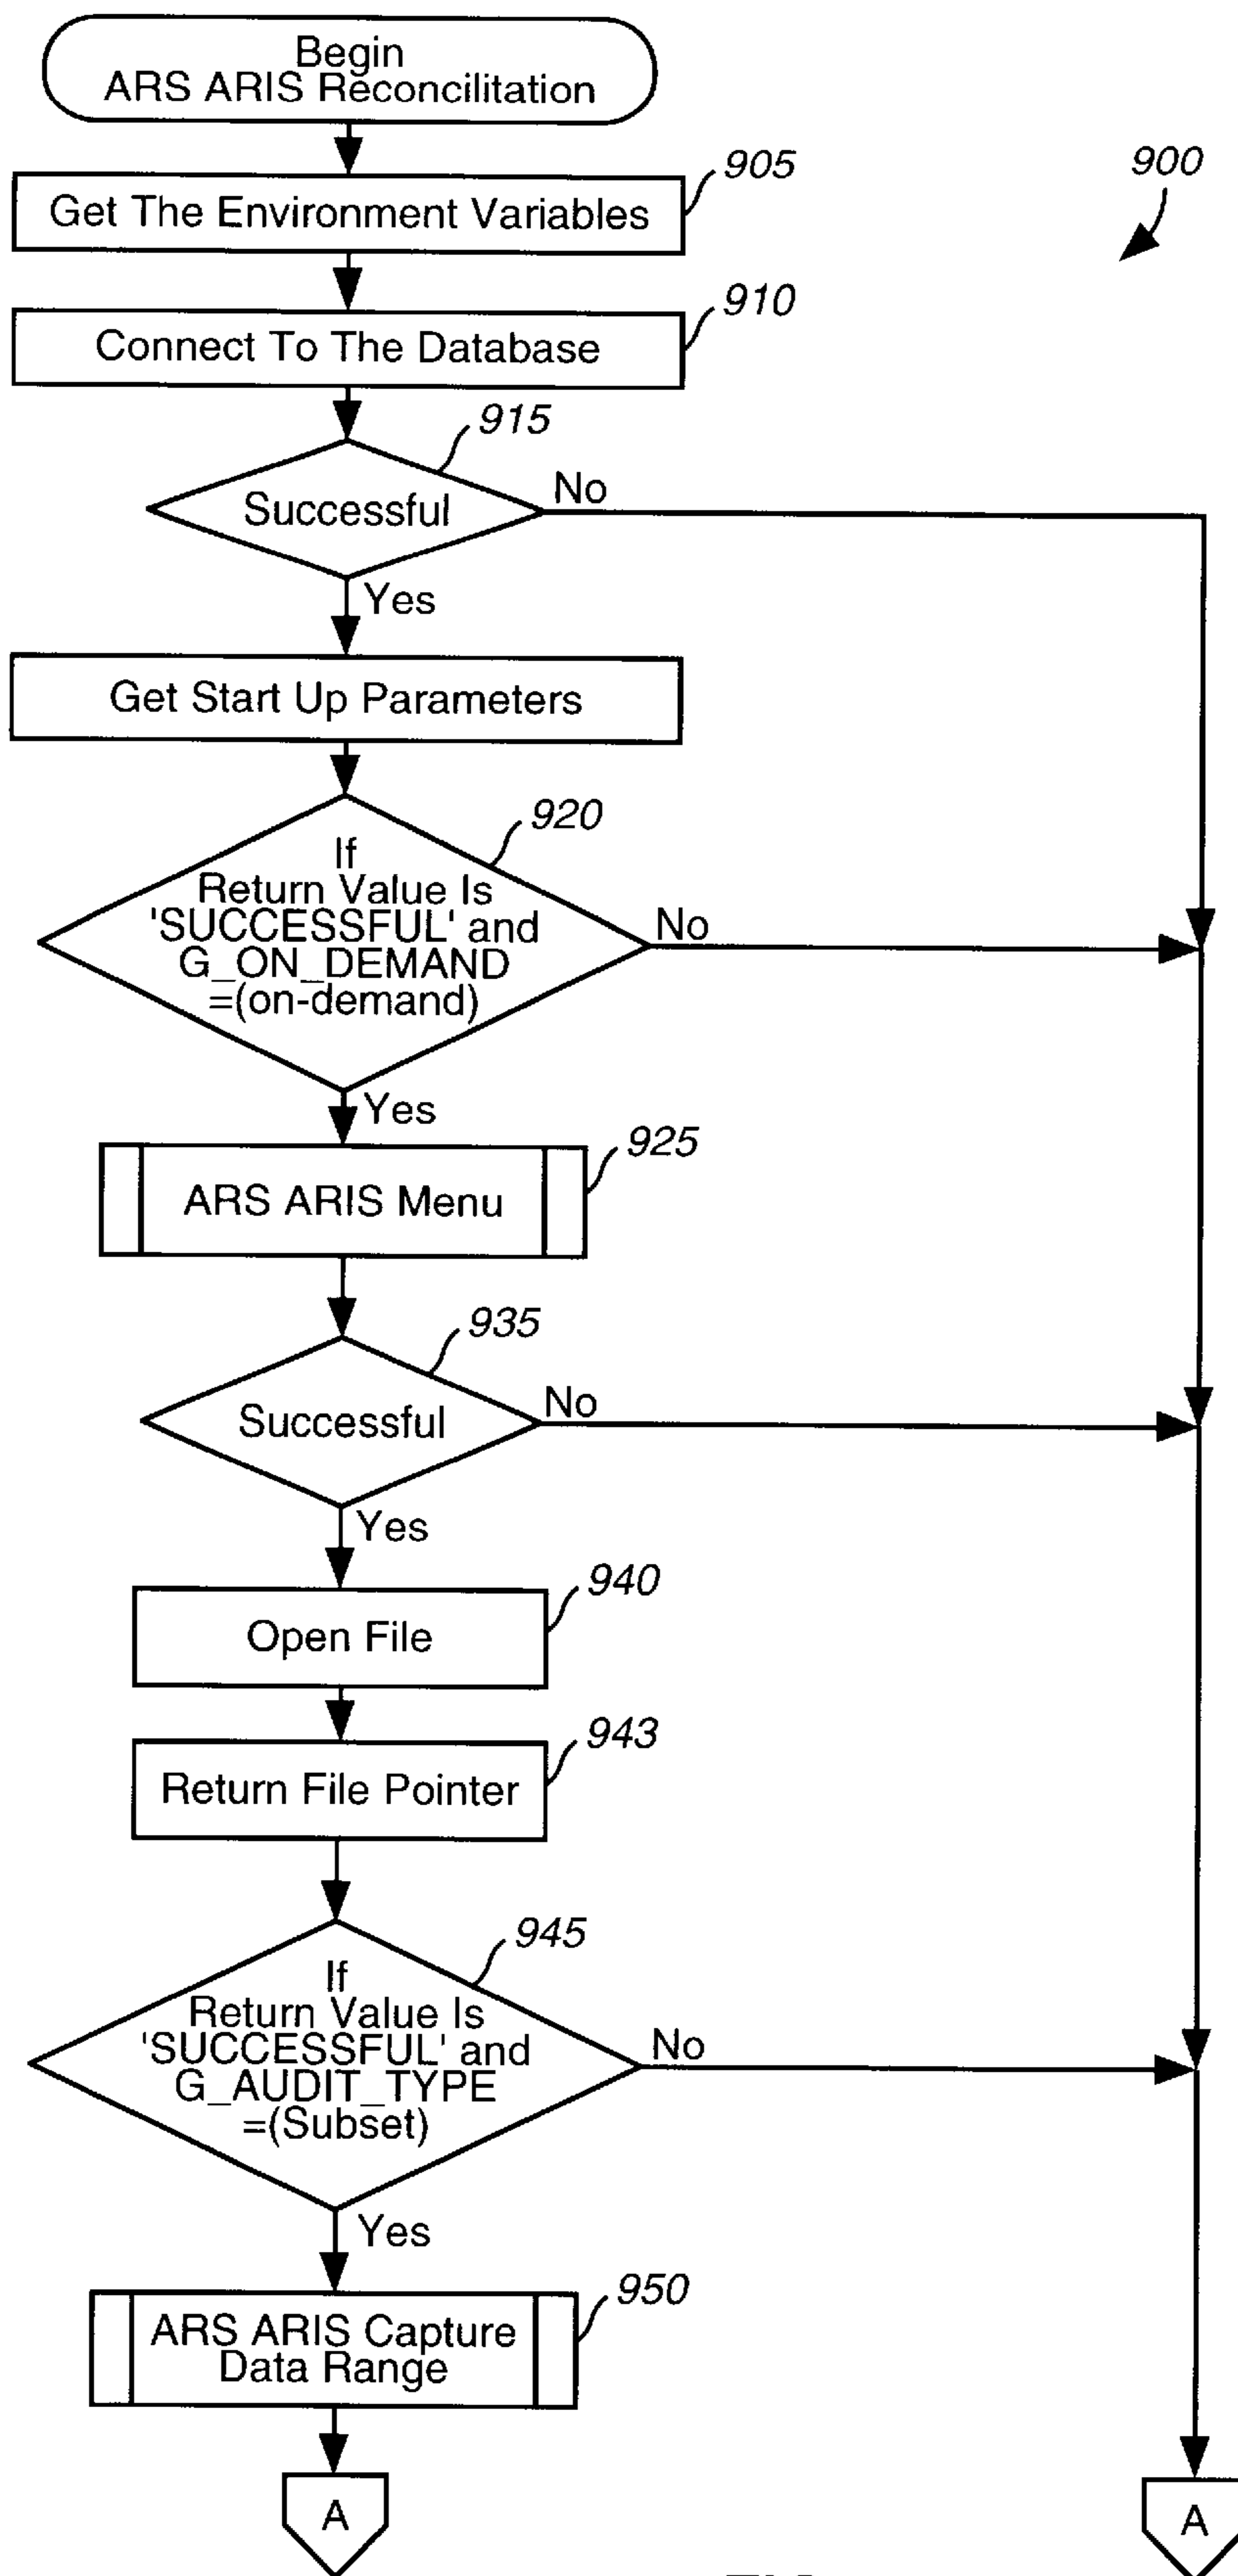 Begin
ARS ARIS Reconcilitation
905
900
Get The Environment Variables
910
Connect To The Database
915
Successful
No
Yes
Get Start Up Parameters
920
If
Return Value Is
'SUCCESSFUL' and
G_ON_DEMAND
=(on-demand)
No
Yes
925
ARS ARIS Menu
935
Successful
No
Yes
940
Open File
943
Return File Pointer
945
If
Return Value Is
'SUCCESSFUL' and
G_AUDIT_TYPE
=(Subset)
No
Yes
950
ARS ARIS Capture
Data Range
A
A